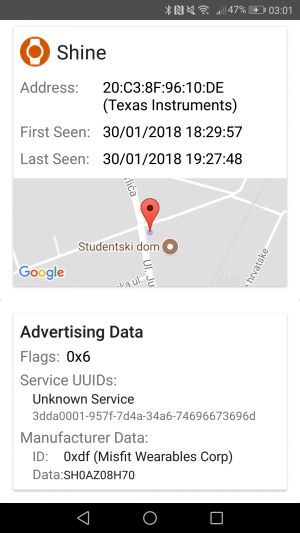 47% 03:01
Shine
Address: 20:C3:8F:96:10:DE
(Texas Instruments)
First Seen: 30/01/2018 18:29:57
Last Seen: 30/01/2018 19:27:48
Studentski dom
Ul. Ju
Google
Advertising Data
Flags: 0x6
Service UUIDs:
Unknown Service
3dda0001-957f-7d4a-34a6-74696673696d
Manufacturer Data:
ID: 0xdf (Misfit Wearables Corp)
Data:SH0AZ08H70